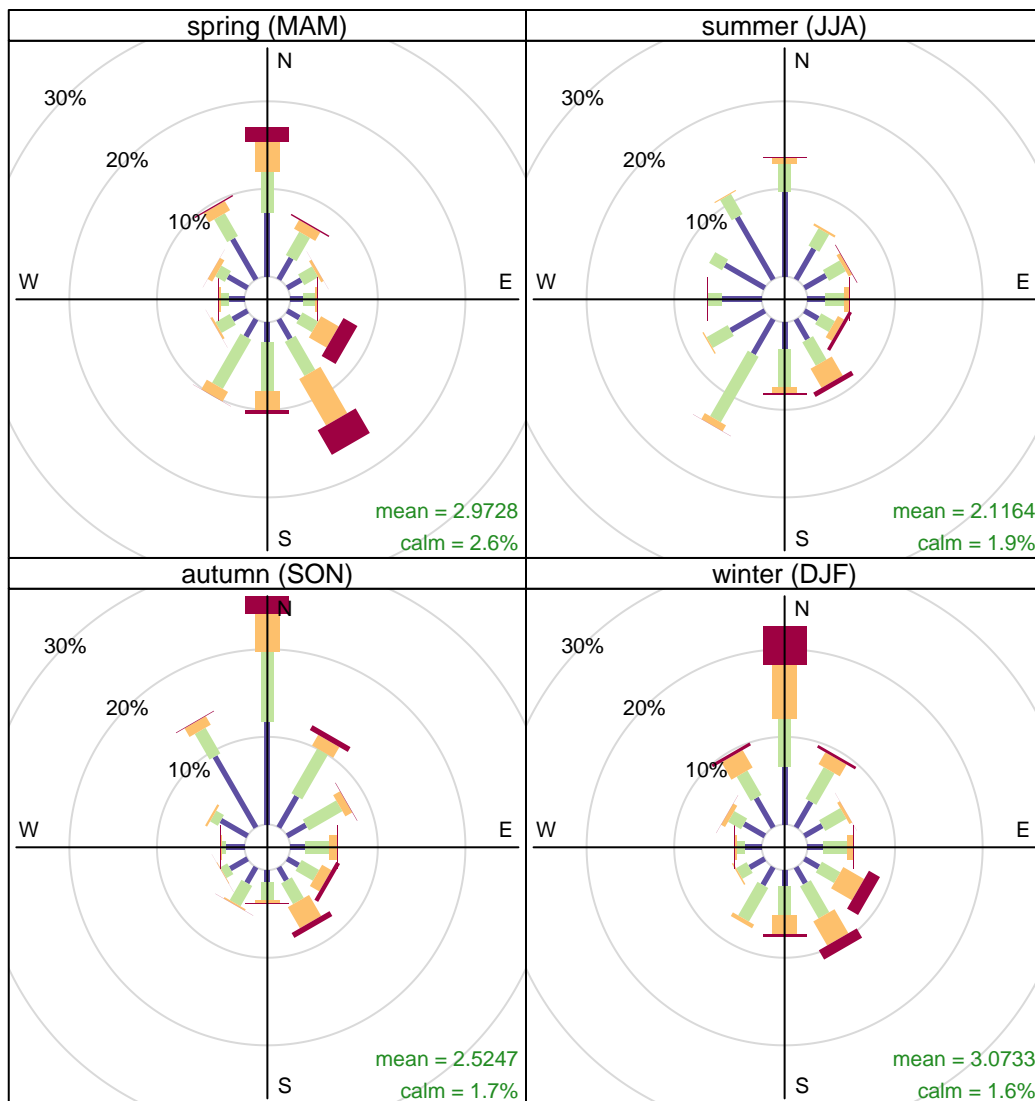 spring (MAM)
N
30%
20%
10%
W
E
mean = 2.9728
S
calm = 2.6%
summer (JJA)
N
30%
20%
10%
W
E
mean = 2.1164
S
calm = 1.9%
autumn (SON)
N
30%
20%
10%
W
E
mean = 2.5247
S
calm = 1.7%
winter (DJF)
N
30%
20%
10%
W
E
mean = 3.0733
S
calm = 1.6%